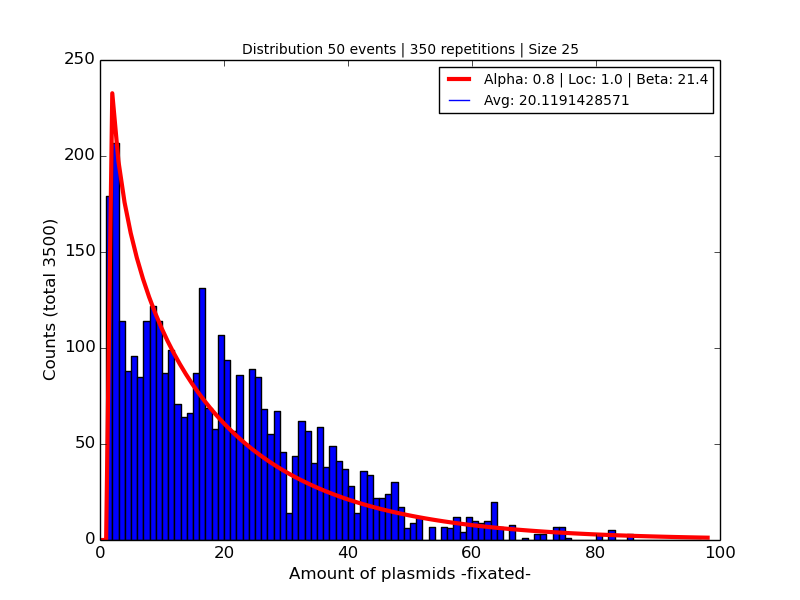 Distribution 50 events | 350 repetitions | Size 25
Alpha: 0.8 | Loc: 1.0 | Beta: 21.4
Avg: 20.1191428571
250
200
150
100
50
0
Counts (total 3500)
0 20 40 60 80 100
Amount of plasmids -fixated-